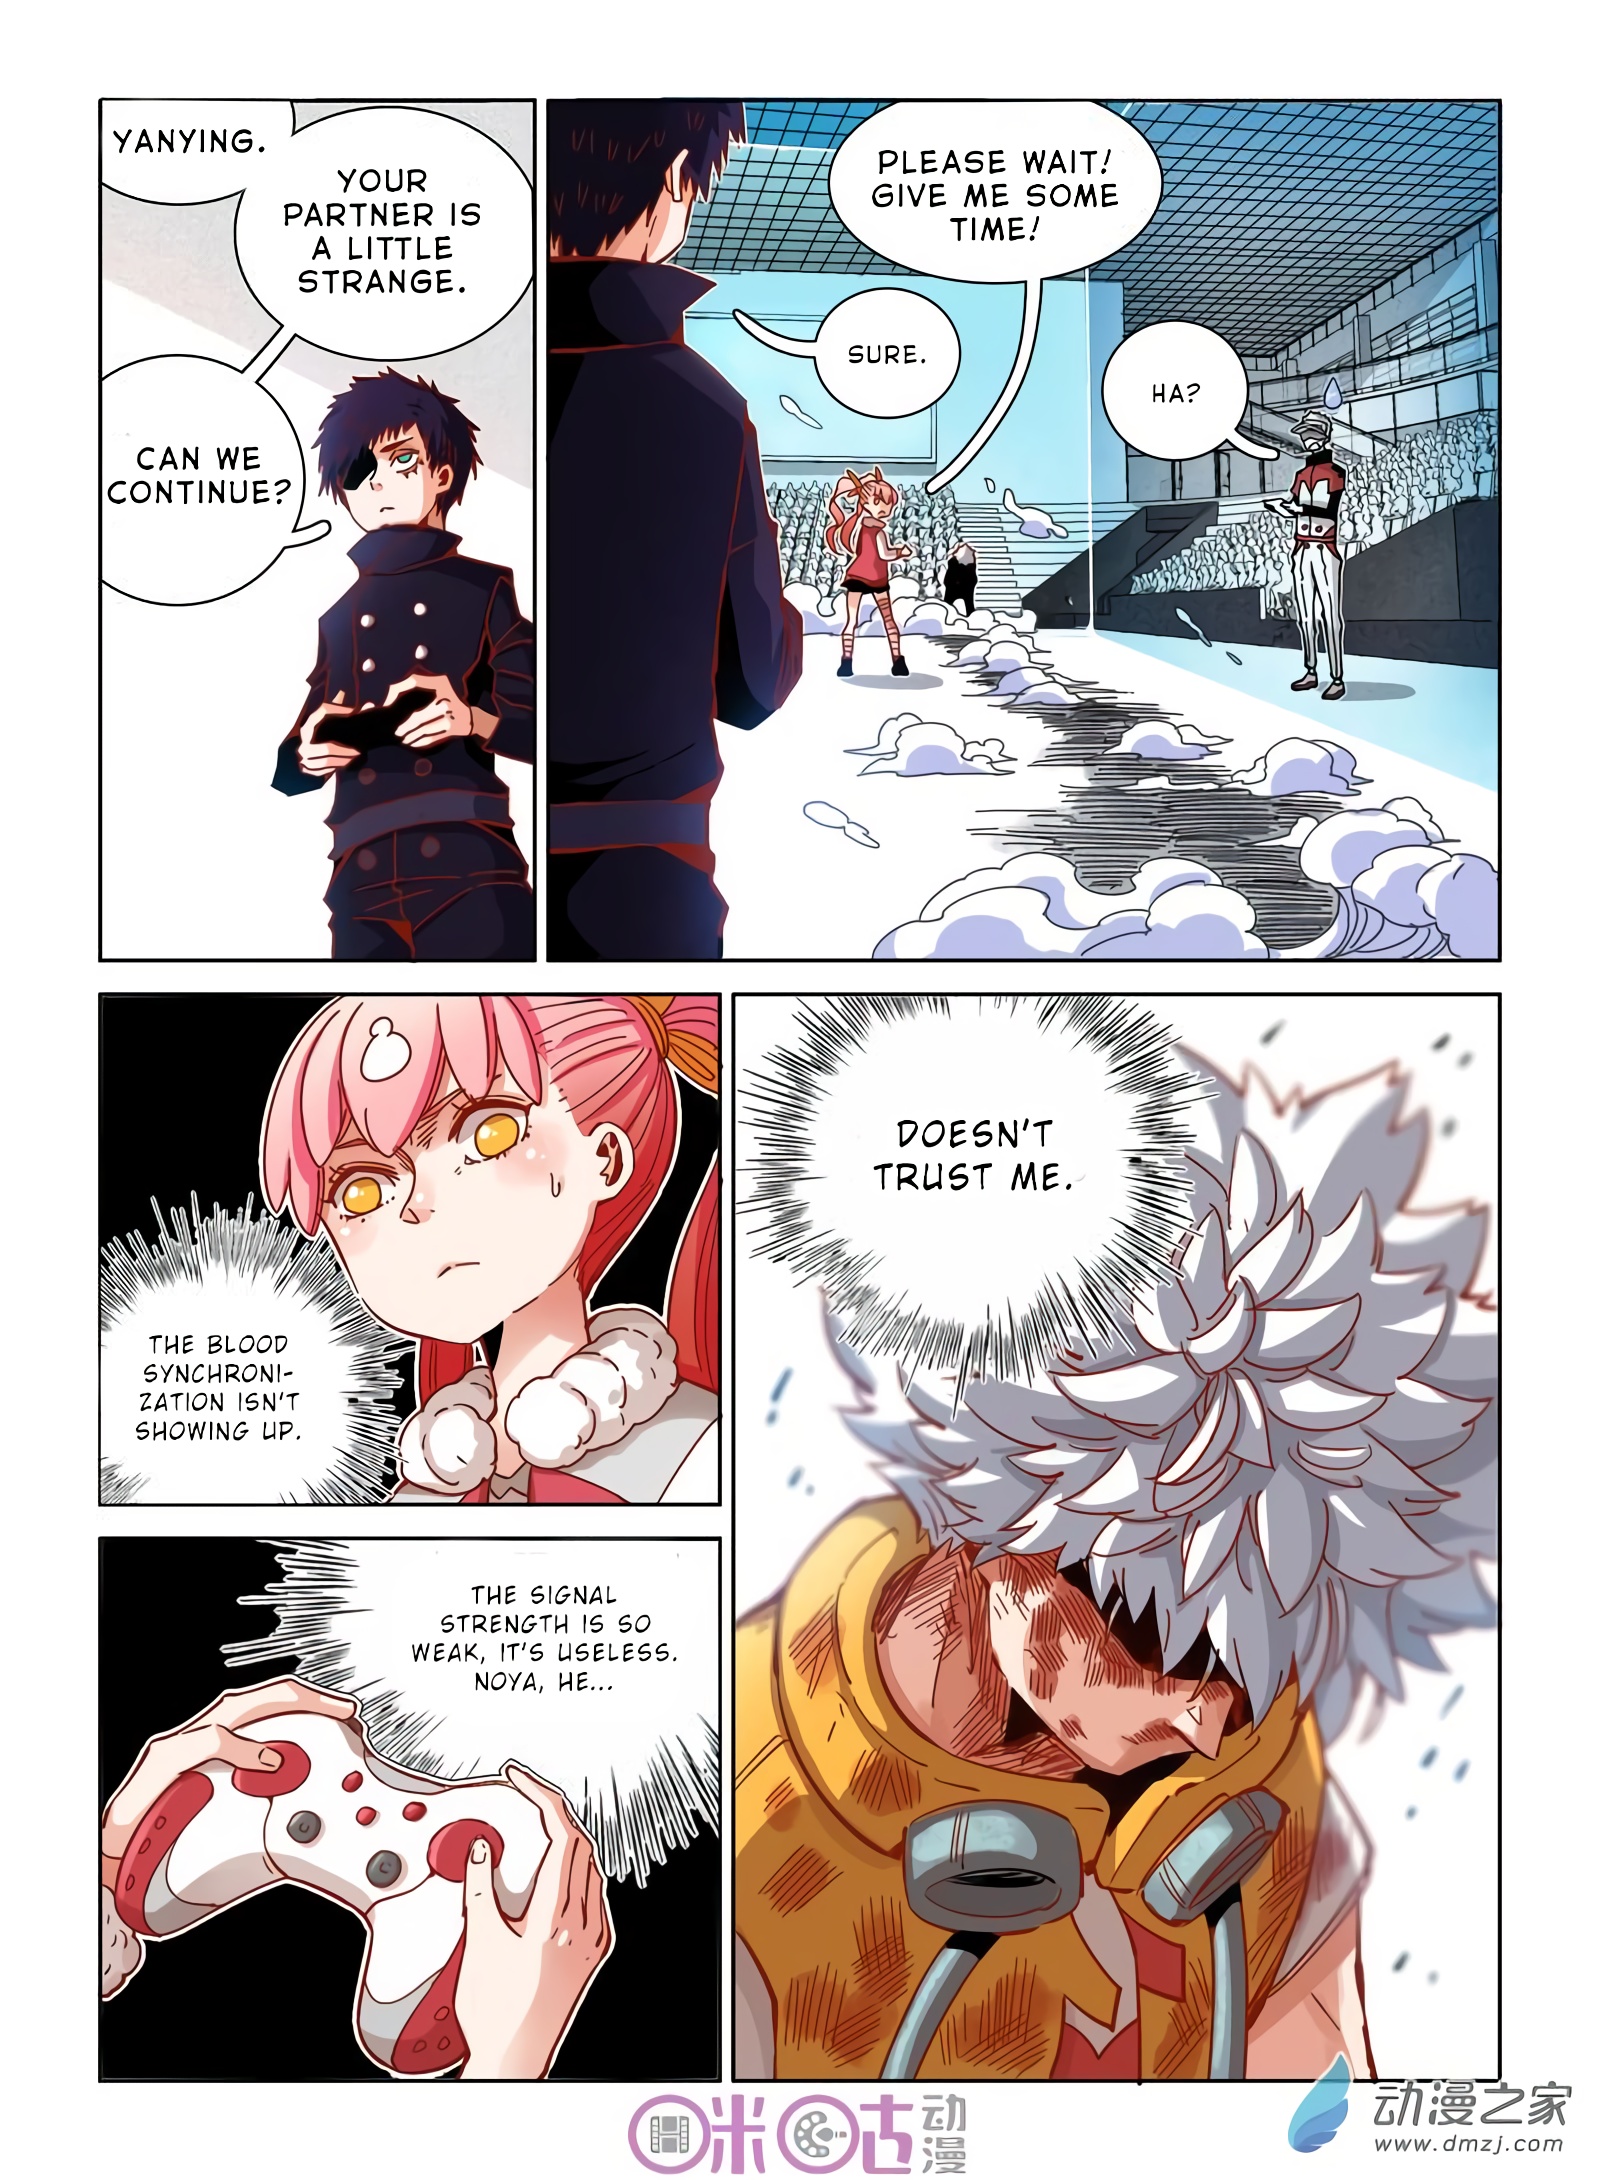 YANYING.
YOUR
PARTNER IS
A LITTLE
STRANGE.
CAN WE
CONTINUE?
PLEASE WAIT!
GIVE ME SOME
TIME!
SURE.
HA?
THE BLOOD
SYNCHRONI-
ZATION ISN'T
SHOWING UP.
THE SIGNAL
STRENGTH IS SO
WEAK, IT'S USELESS.
NOYA, HE...
DOESN'T
TRUST ME.
咪咕
动
漫
动漫之家
www.dmzj.com